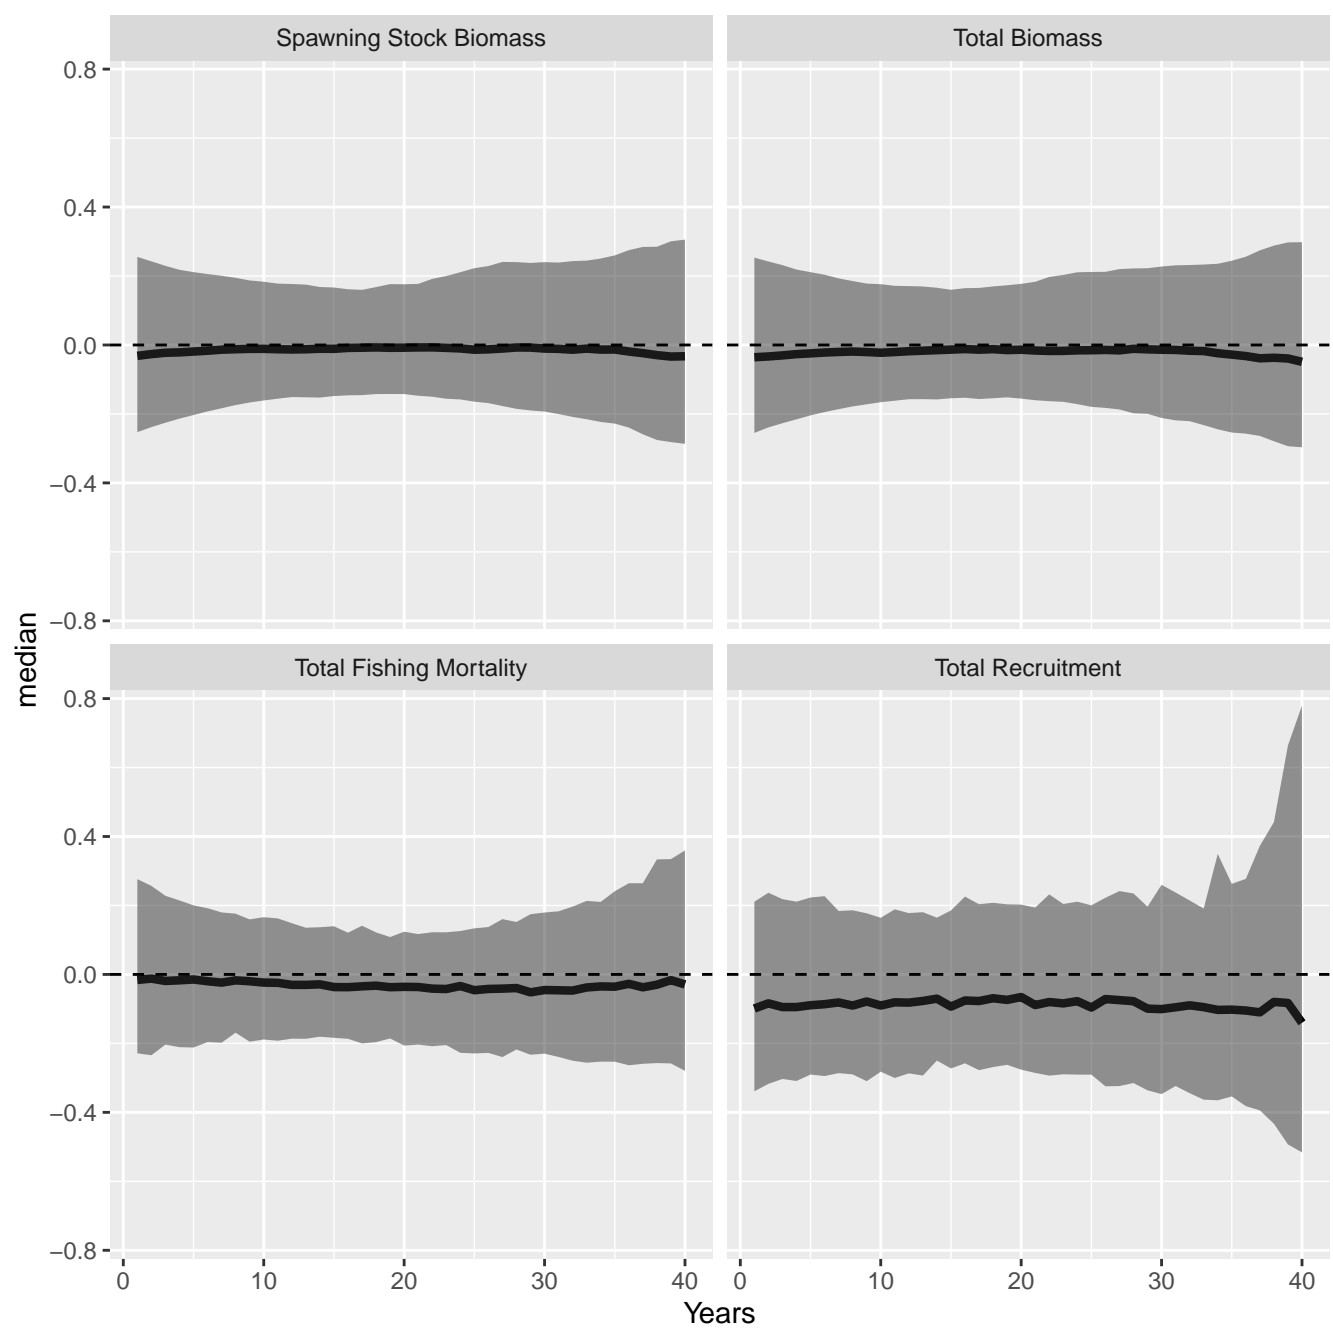 Spawning Stock Biomass
Total Biomass
0.8
0.4
0.0
−0.4
−0.8
median
Total Fishing Mortality
Total Recruitment
0.8
0.4
0.0
−0.4
−0.8
0 10 20 30 40
0 10 20 30 40
Years